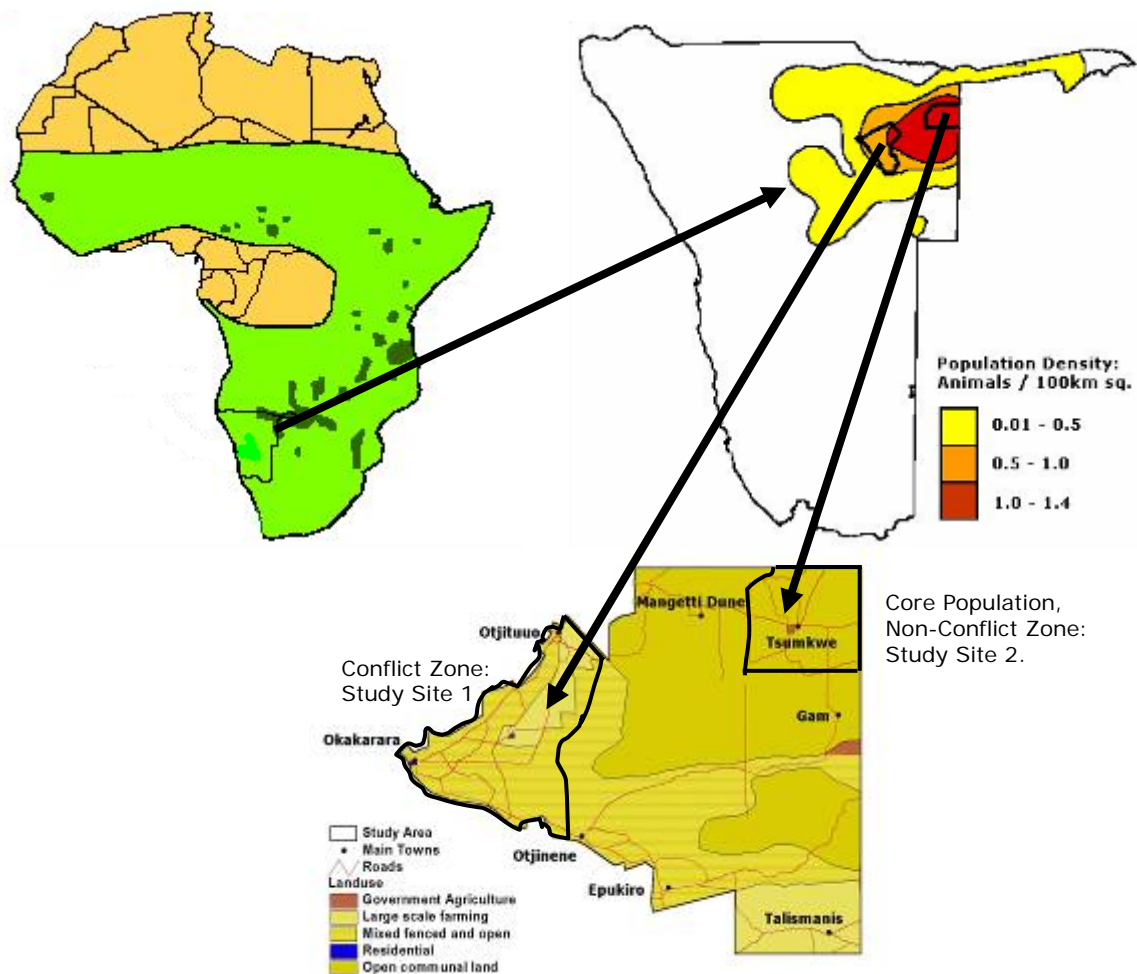 Population Density:
Animals / 100km sq.
0.01 - 0.5
0.5 - 1.0
1.0 - 1.4
Mangetti Dune
Tsumkwe
Core Population,
Non-Conflict Zone:
Study Site 2.
Otjituuo
Conflict Zone:
Study Site 1
Gam
Okakarara
Otjinene
Epukiro
Talismanis
Study Area
Main Towns
Roads
Landuse
Government Agriculture
Large scale farming
Mixed fenced and open
Residential
Open communal land